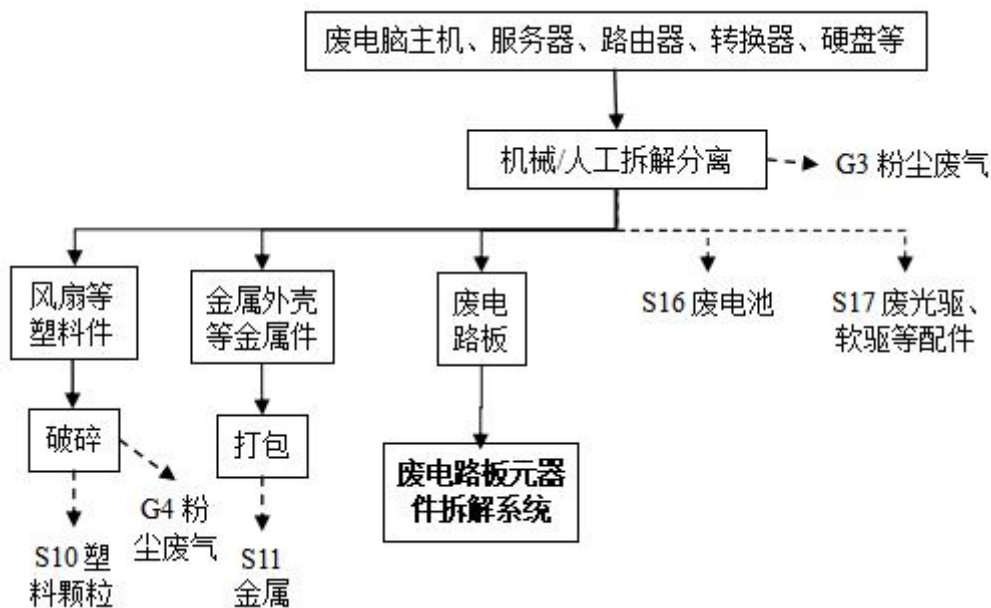 废电脑主机、服务器、路由器、转换器、硬盘等
机械/人工拆解分离
G3 粉尘废气
风扇等
塑料件
金属外壳
等金属件
废电
路板
S16 废电池
S17 废光驱、
软驱等配件
破碎
打包
废电路板元器
件拆解系统
G4 粉
尘废气
S10 塑
料颗粒
S11
金属